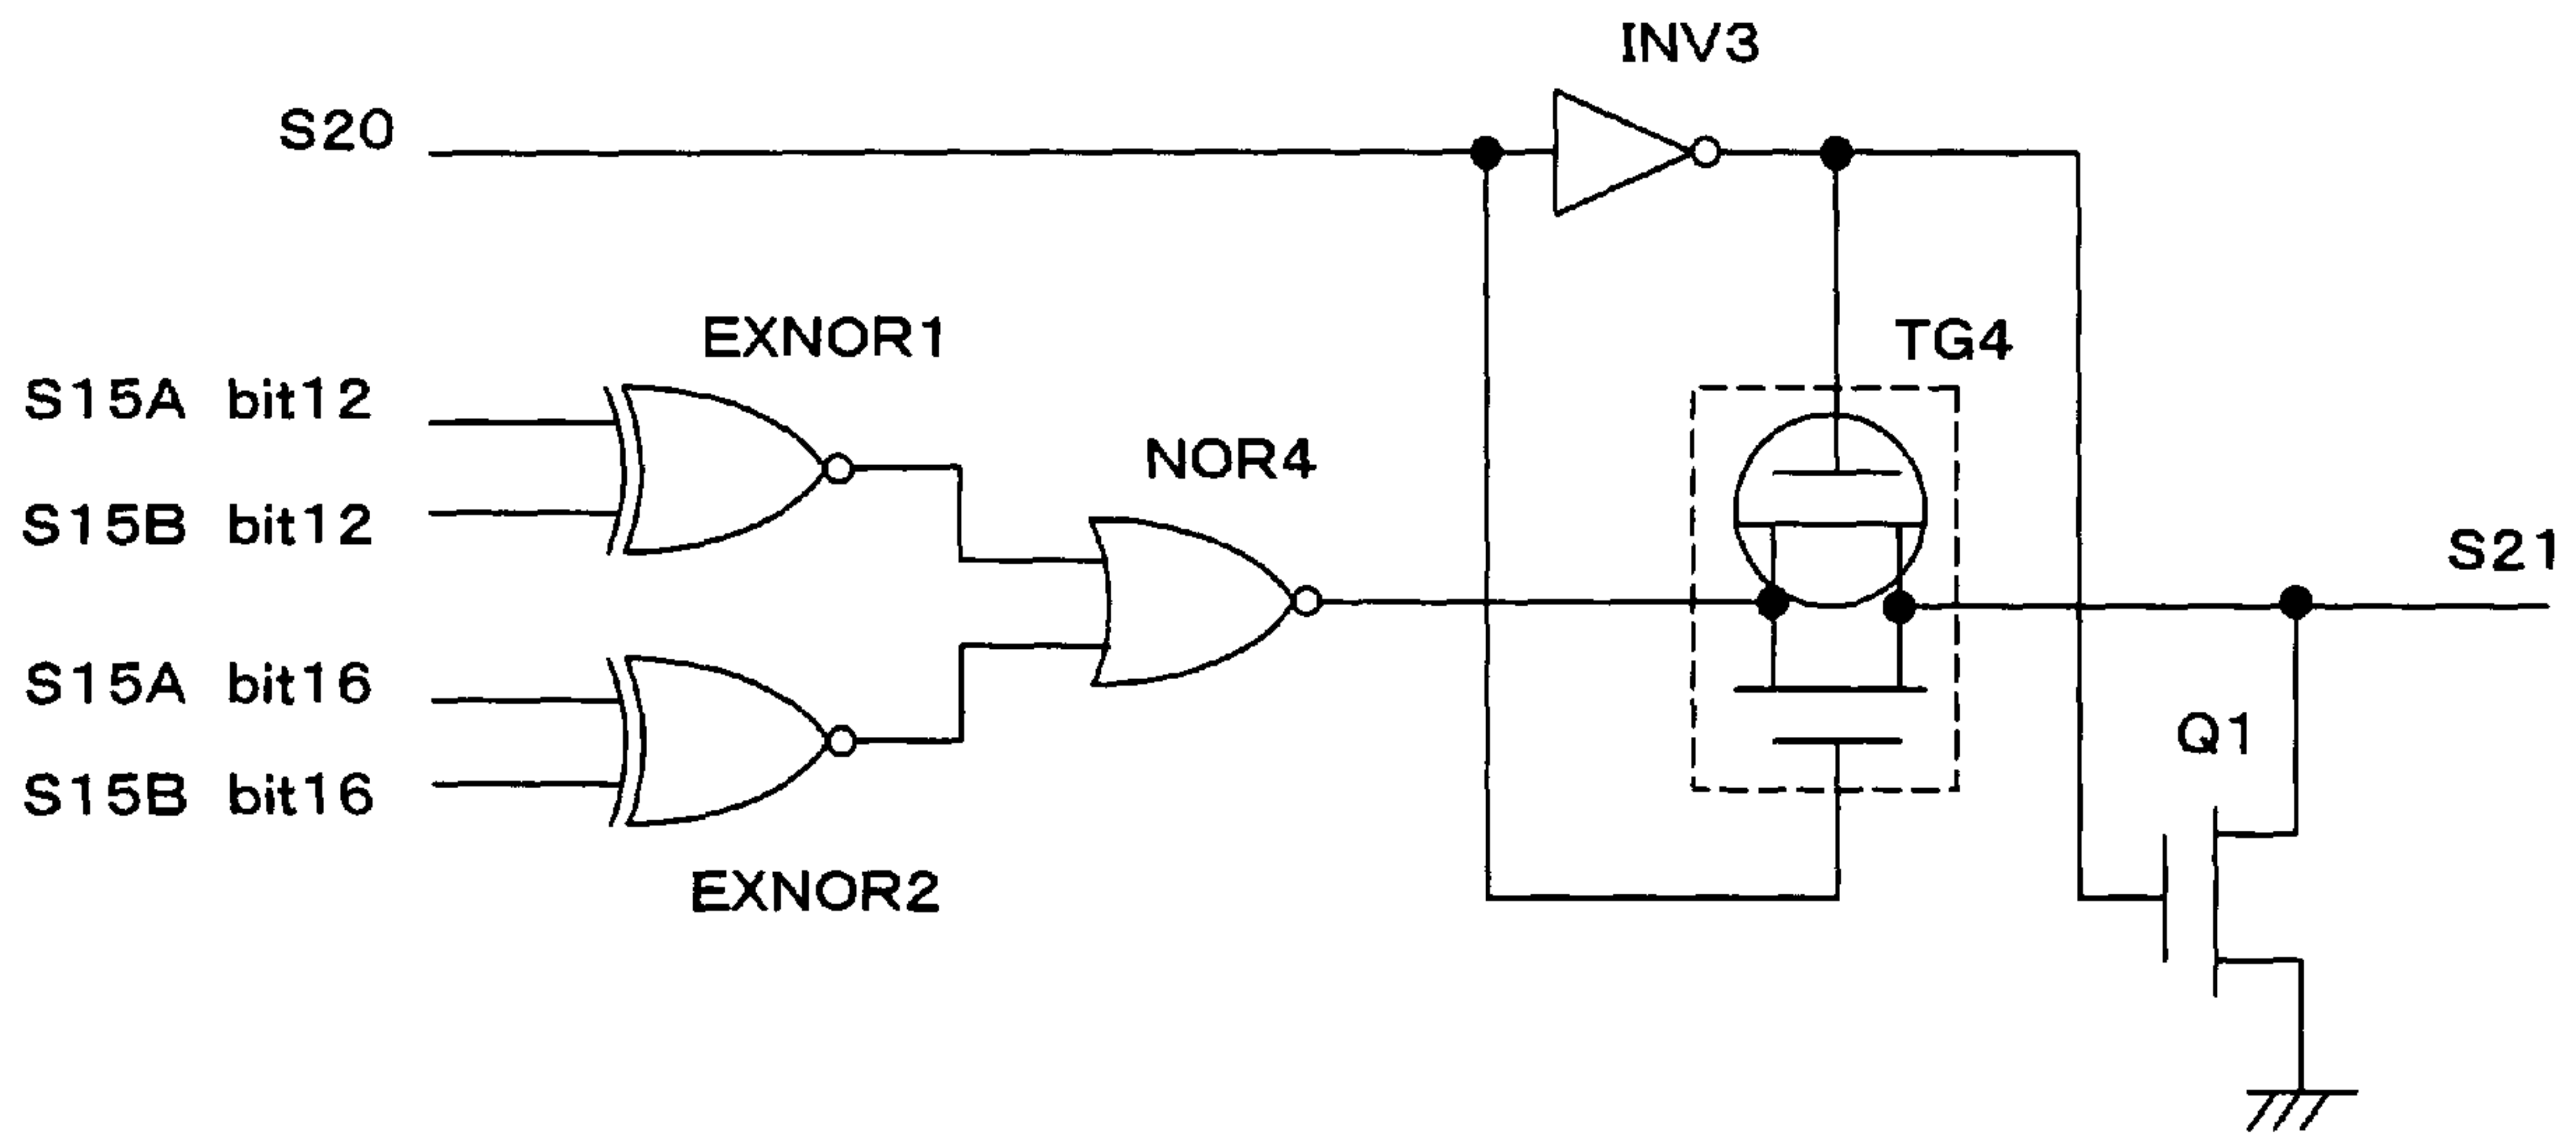 INV3
S20
EXNOR1
TG4
S15A bit12
NOR4
S15B bit12
S21
S15A bit16
Q1
S15B bit16
EXNOR2